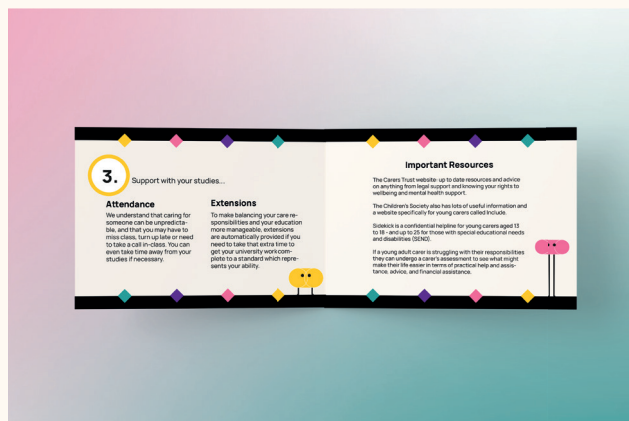 3.
Support with your studies...
Attendance
We understand that caring for
someone can be unpredicta-
ble, and that you may have to
miss class, turn up late or need
to take a call in-class. You can
even take time away from your
studies if necessary.
Extensions
To make balancing your care re-
sponsibilities and your education
more manageable, extensions
are automatically provided if you
need to take that extra time to
get your university work com-
plete to a standard which repre-
sents your ability.
Important Resources
The Carers Trust website: up to date resources and advice
on anything from legal support and knowing your rights to
wellbeing and mental health support.
The Children's Society also has lots of useful information and
a website specifically for young carers called Include.
Sidekick is a confidential helpline for young carers aged 13
to 18 - and up to 25 for those with special educational needs
and disabilities (SEND).
If a young adult carer is struggling with their responsibilities
they can undergo a carer's assessment to see what might
make their life easier in terms of practical help and assis-
tance, advice, and financial assistance.